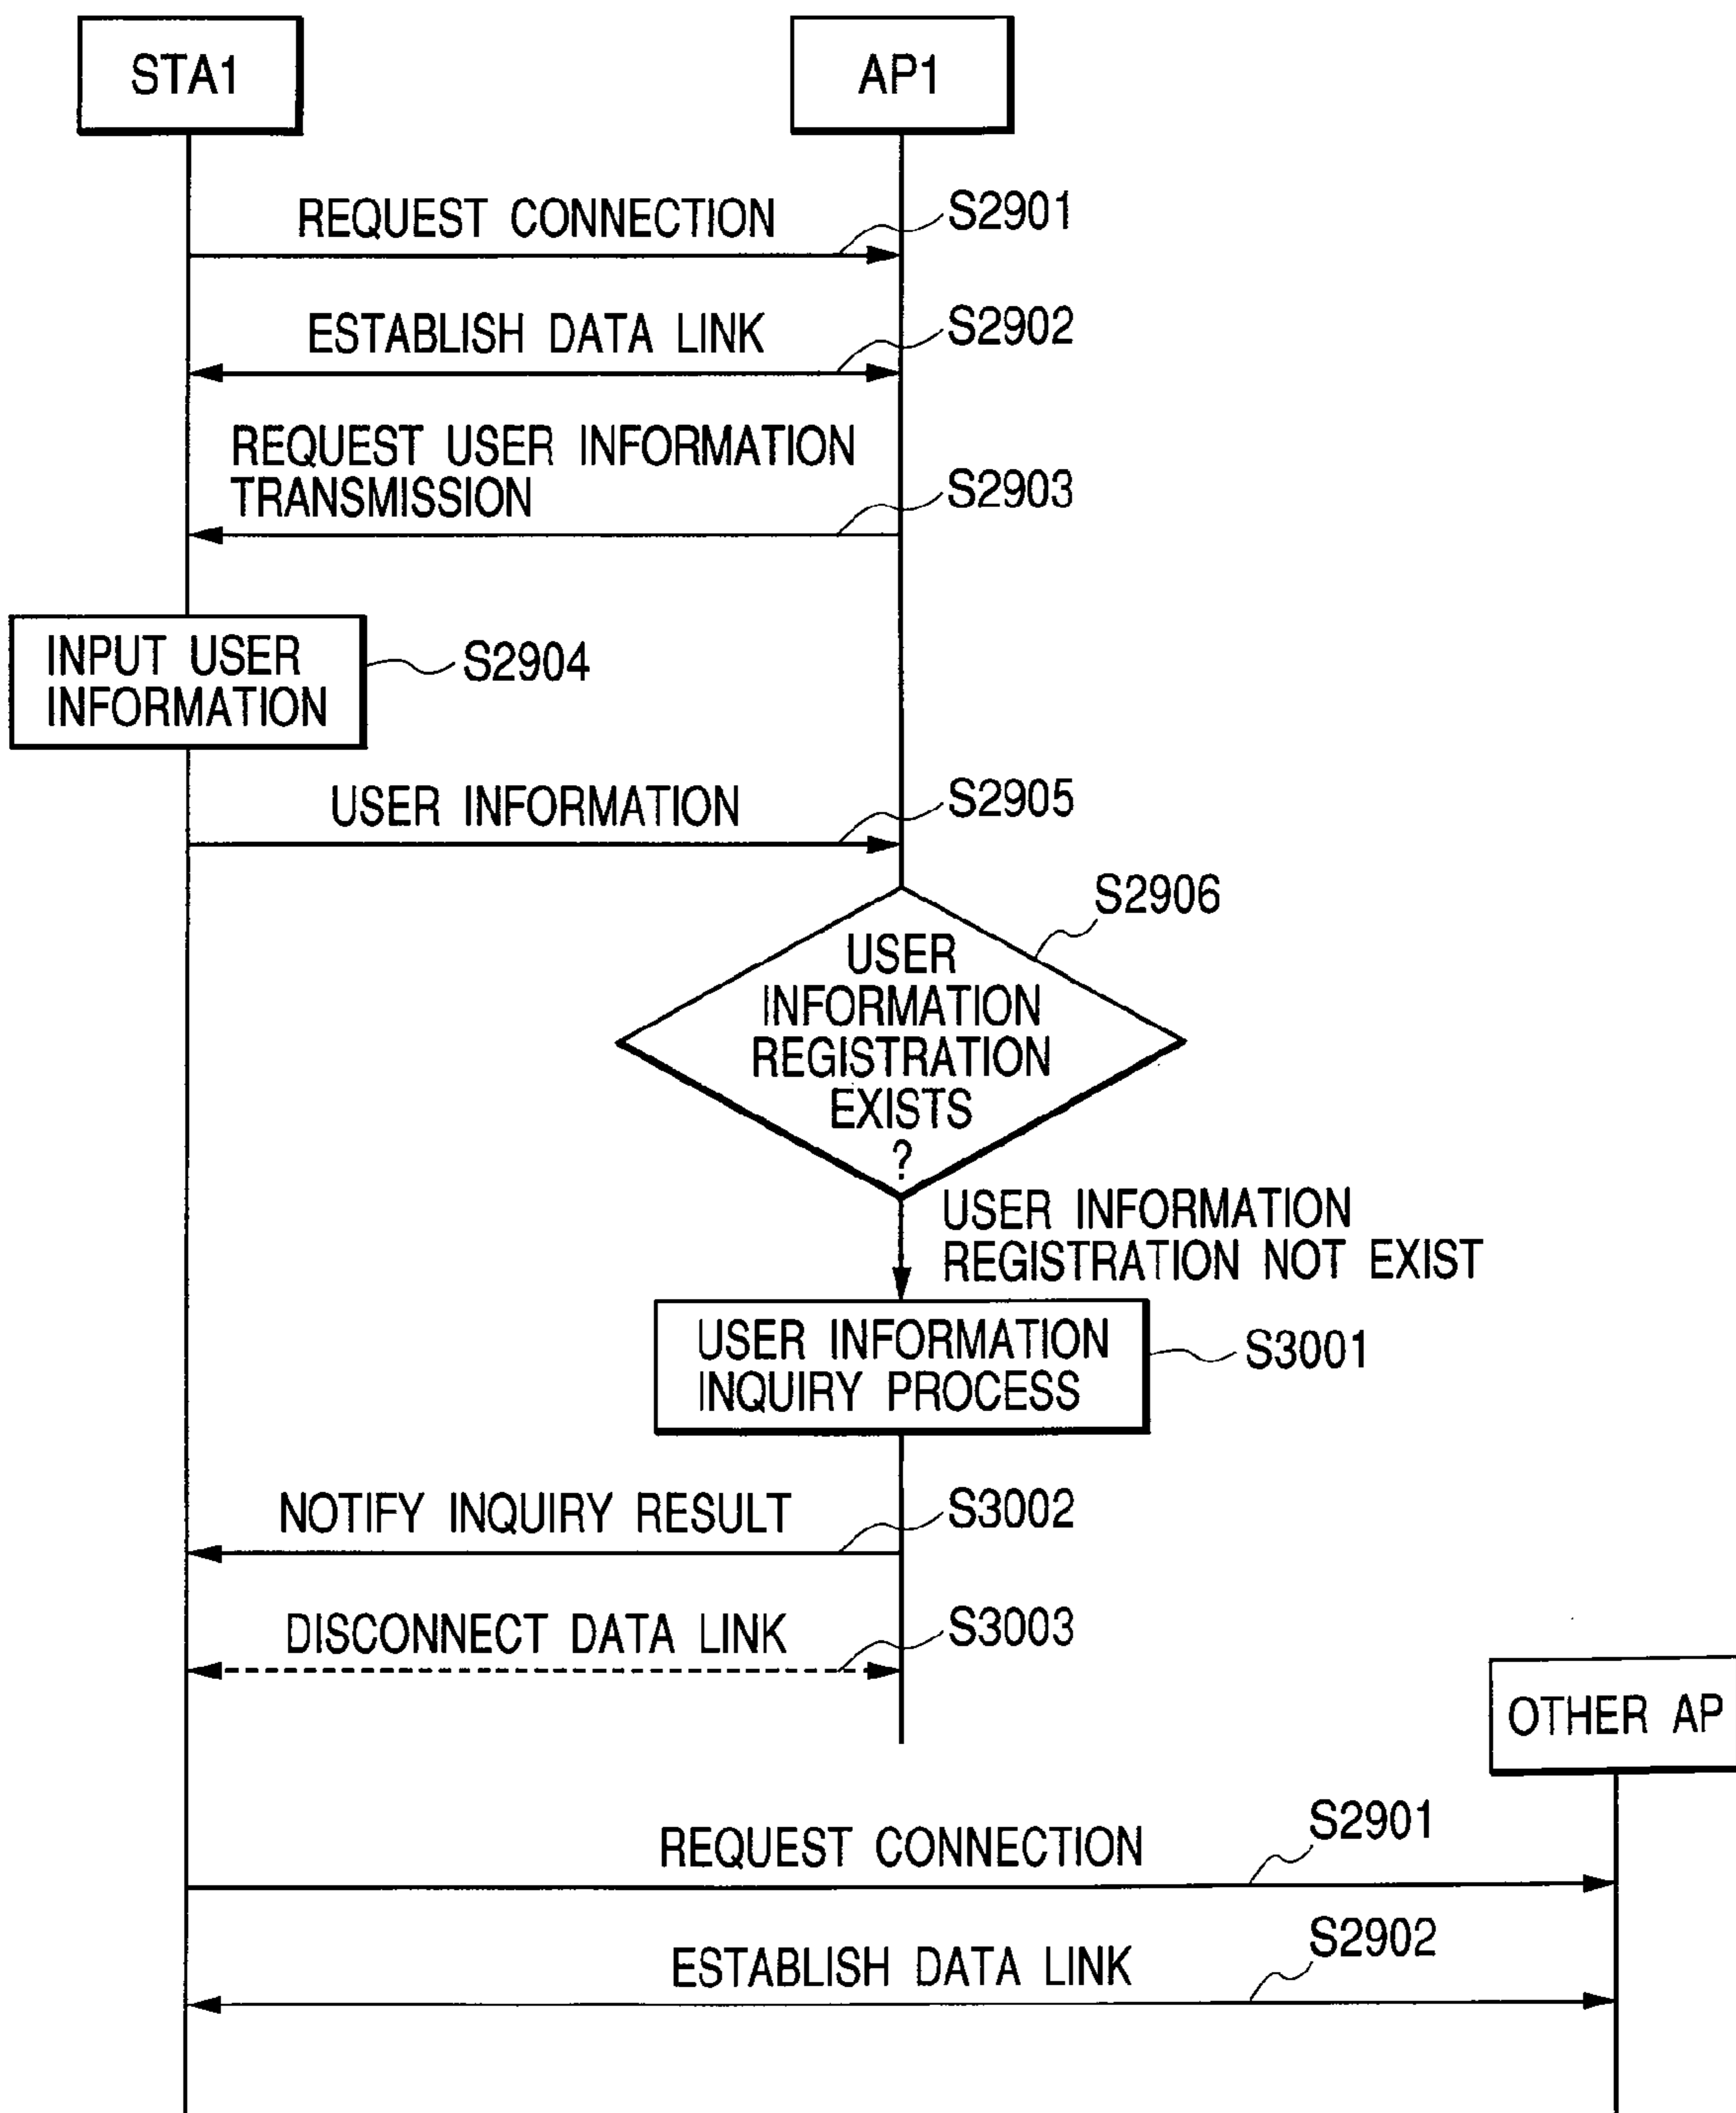 STA1
AP1
REQUEST CONNECTION
S2901
ESTABLISH DATA LINK
S2902
REQUEST USER INFORMATION
TRANSMISSION
S2903
INPUT USER
INFORMATION
S2904
USER INFORMATION
S2905
S2906
USER
INFORMATION
REGISTRATION
EXISTS
?
USER INFORMATION
REGISTRATION NOT EXIST
USER INFORMATION
INQUIRY PROCESS
S3001
NOTIFY INQUIRY RESULT
S3002
DISCONNECT DATA LINK
S3003
OTHER AP
REQUEST CONNECTION
S2901
ESTABLISH DATA LINK
S2902